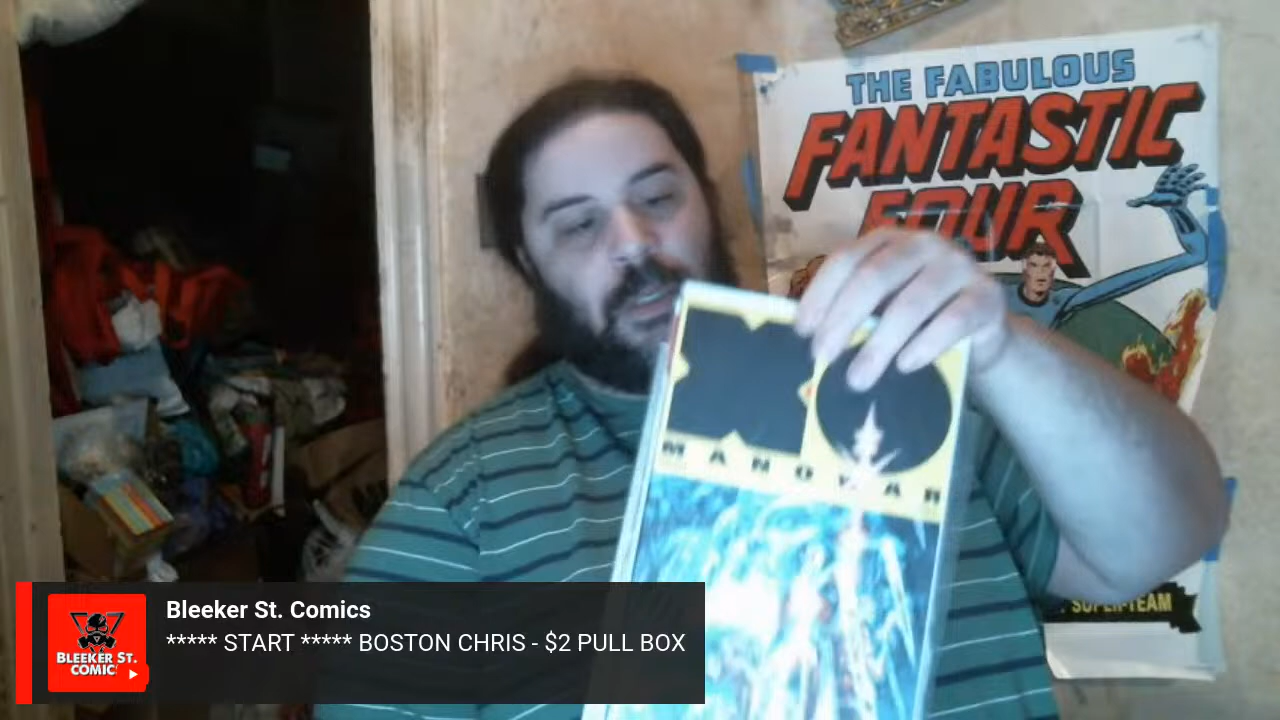 THE FABULOUS
FANTASTIC
FOUR
MANOWAR
SUPER-TEAM
Bleeker St. Comics
***** START ***** BOSTON CHRIS - $2 PULL BOX
BLEEKER ST.
COMIC